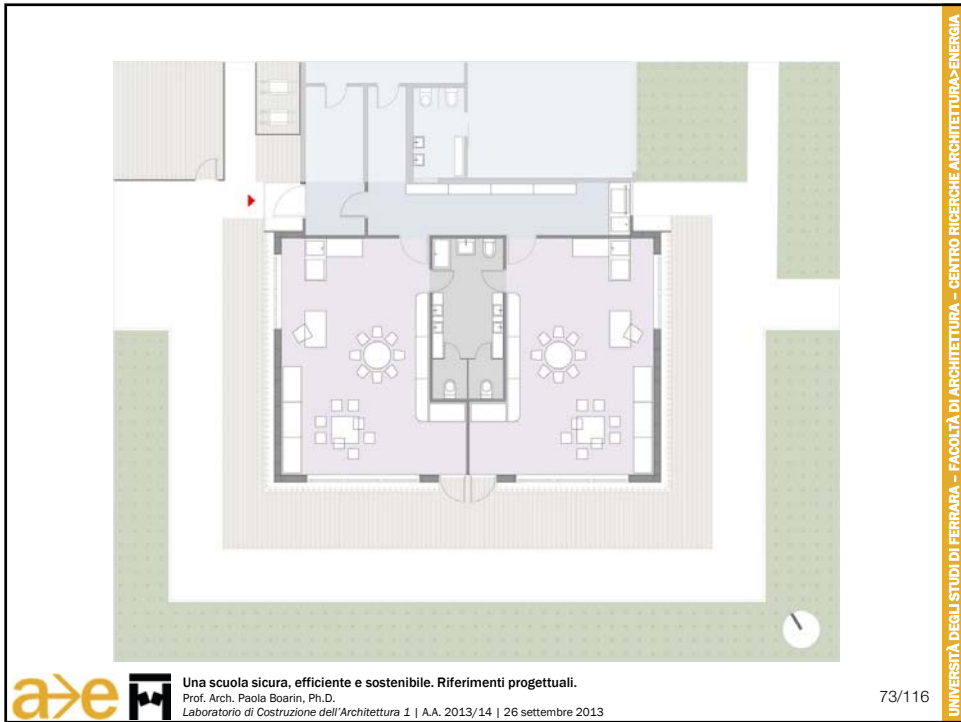 UNIVERSITÀ DEGLI STUDI DI FERRARA – FACOLTÀ DI ARCHITETTURA – CENTRO RICERCHE ARCHITETTURA>ENERGIA
a>e
Una scuola sicura, efficiente e sostenibile. Riferimenti progettuali.
Prof. Arch. Paola Boarin, Ph.D.
Laboratorio di Costruzione dell'Architettura 1 | A.A. 2013/14 | 26 settembre 2013
73/116